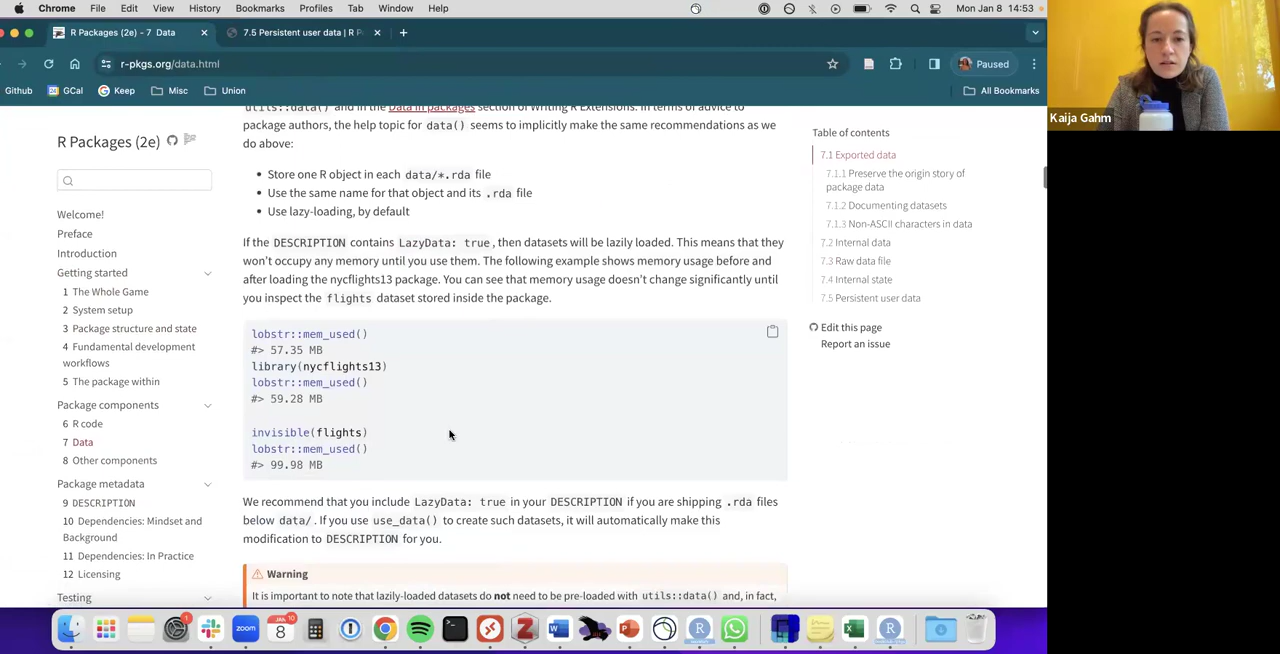 Chrome File Edit View History Bookmarks Profiles Tab Window Help Mon Jan 8 14:53
R Packages (2e) - 7 Data 7.5 Persistent user data | R P
r-pkgs.org/data.html Paused
Github GCal Keep Misc Union All Bookmarks
Kaija Gahm
R Packages (2e)
Welcome!
Preface
Introduction
Getting started
1 The Whole Game
2 System setup
3 Package structure and state
4 Fundamental development
workflows
5 The package within
Package components
6 R code
7 Data
8 Other components
Package metadata
9 DESCRIPTION
10 Dependencies: Mindset and
Background
11 Dependencies: In Practice
12 Licensing
Testing
utils::data() and in the Data in packages section of Writing R Extensions. In terms of advice to
package authors, the help topic for data() seems to implicitly make the same recommendations as we
do above:
• Store one R object in each data/*.rda file
• Use the same name for that object and its .rda file
• Use lazy-loading, by default
If the DESCRIPTION contains LazyData: true, then datasets will be lazily loaded. This means that they
won't occupy any memory until you use them. The following example shows memory usage before and
after loading the nycflights13 package. You can see that memory usage doesn't change significantly until
you inspect the flights dataset stored inside the package.
lobstr::mem_used()
#> 57.35 MB
library(nycflights13)
lobstr::mem_used()
#> 59.28 MB
invisible(flights)
lobstr::mem_used()
#> 99.98 MB
We recommend that you include LazyData: true in your DESCRIPTION if you are shipping .rda files
below data/. If you use use_data() to create such datasets, it will automatically make this
modification to DESCRIPTION for you.
Warning
It is important to note that lazily-loaded datasets do not need to be pre-loaded with utils::data() and, in fact,
Table of contents
7.1 Exported data
7.1.1 Preserve the origin story of
package data
7.1.2 Documenting datasets
7.1.3 Non-ASCII characters in data
7.2 Internal data
7.3 Raw data file
7.4 Internal state
7.5 Persistent user data
Edit this page
Report an issue